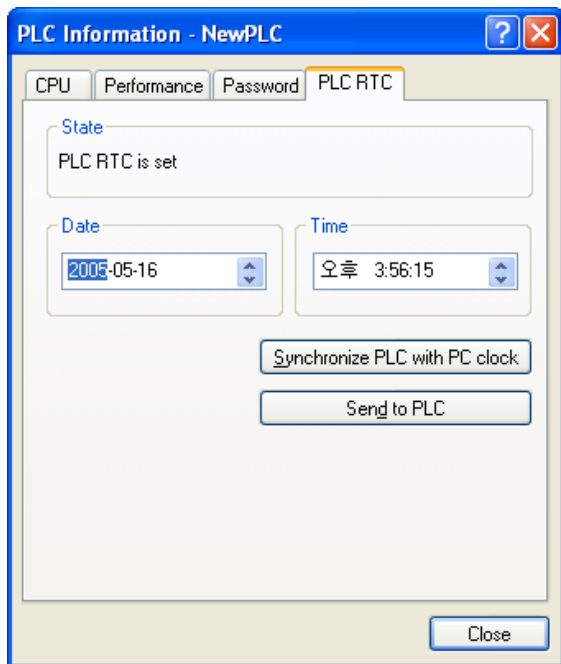 PLC Information - NewPLC
CPU Performance Password PLC RTC
State
PLC RTC is set
Date Time
2005-05-16 오후 3:56:15
Synchronize PLC with PC clock
Send to PLC
Close